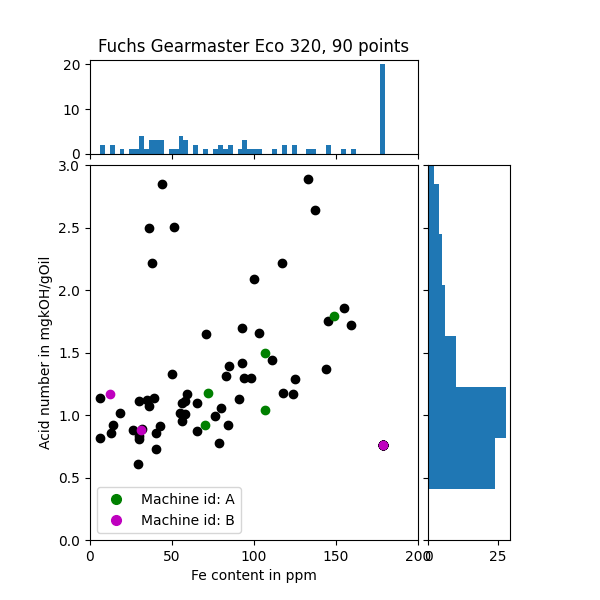 Fuchs Gearmaster Eco 320, 90 points
20
10
0
3.0
2.5
2.0
1.5
1.0
0.5
0.0
Acid number in mgkOH/gOil
Machine id: A
Machine id: B
0 50 100 150 200
0 25
Fe content in ppm